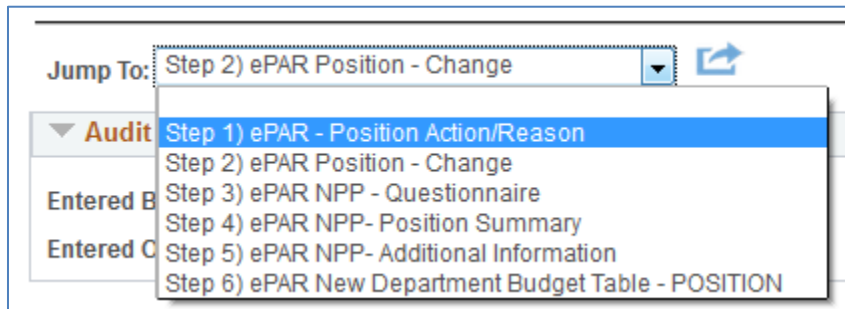 Jump To: Step 2) ePAR Position - Change
Audit
Step 1) ePAR - Position Action/Reason
Step 2) ePAR Position - Change
Entered B
Step 3) ePAR NPP - Questionnaire
Step 4) ePAR NPP- Position Summary
Entered O
Step 5) ePAR NPP- Additional Information
Step 6) ePAR New Department Budget Table - POSITION